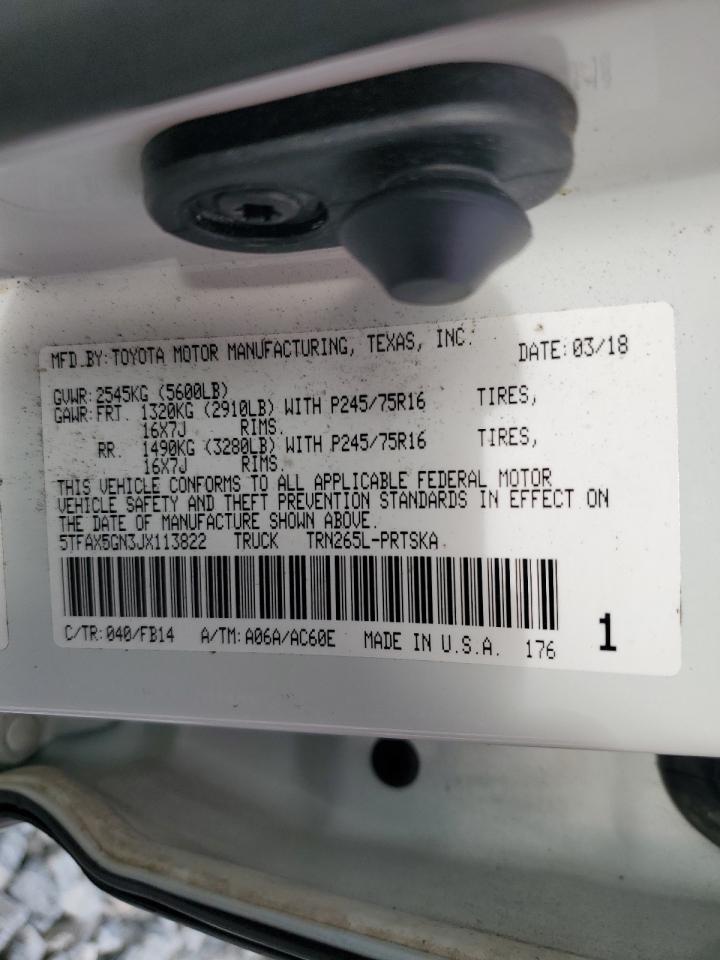 MFD.BY:TOYOTA MOTOR MANUFACTURING, TEXAS, INC. DATE:03/18
GVWR:2545KG (5600LB)
GAWR:FRT. 1320KG (2910LB) WITH P245/75R16 TIRES,
16X7J RIMS.
RR. 1490KG (3280LB) WITH P245/75R16 TIRES,
16X7J RIMS.
THIS VEHICLE CONFORMS TO ALL APPLICABLE FEDERAL MOTOR
VEHICLE SAFETY AND THEFT PREVENTION STANDARDS IN EFFECT ON
THE DATE OF MANUFACTURE SHOWN ABOVE.
5TFAX5GN3JX113822 TRUCK TRN265L-PRTSKA
C/TR:040/FB14 A/TM:A06A/AC60E MADE IN U.S.A. 176 1